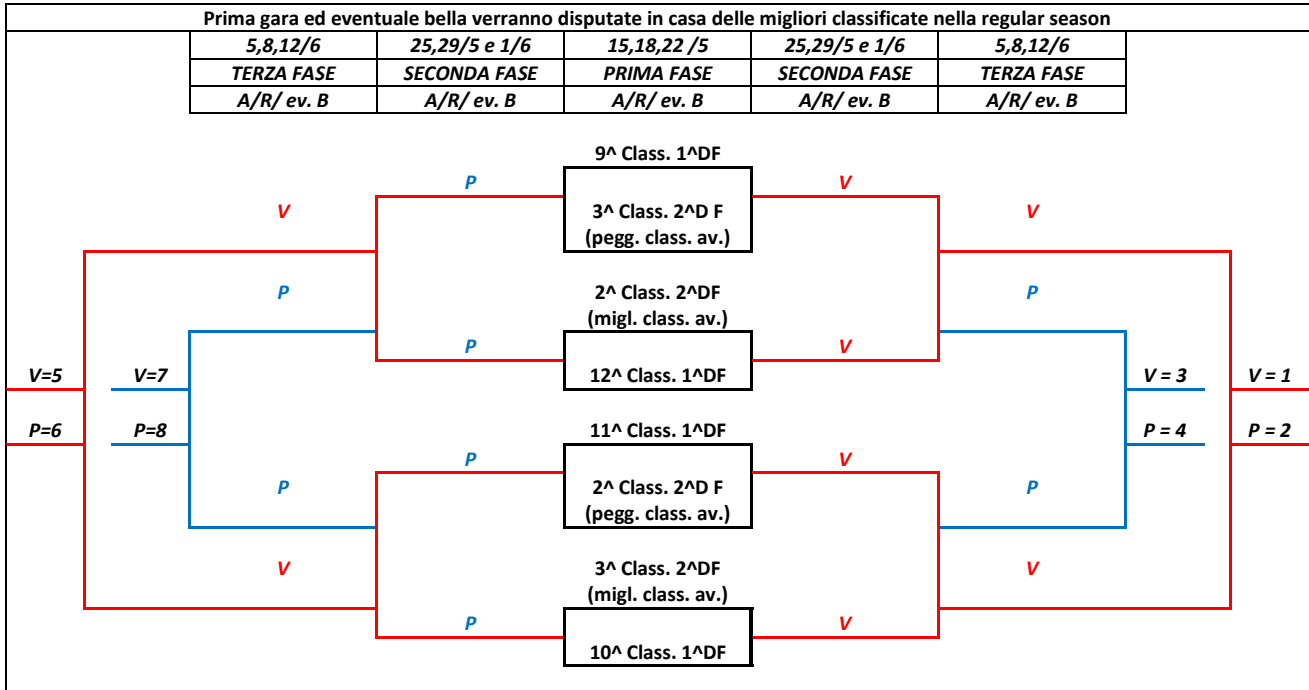 Prima gara ed eventuale bella verranno disputate in casa delle migliori classificate nella regular season
5,8,12/6 25,29/5 e 1/6 15,18,22 /5 25,29/5 e 1/6 5,8,12/6
TERZA FASE SECONDA FASE PRIMA FASE SECONDA FASE TERZA FASE
A/R/ ev. B A/R/ ev. B A/R/ ev. B A/R/ ev. B A/R/ ev. B
9^ Class. 1^DF
P V
V 3^ Class. 2^D F V
(pegg. class. av.)
P 2^ Class. 2^DF P
(migl. class. av.)
P V
V=5 V=7 12^ Class. 1^DF V = 3 V = 1
P=6 P=8 11^ Class. 1^DF P = 4 P = 2
P V
P 2^ Class. 2^D F P
(pegg. class. av.)
V 3^ Class. 2^DF V
(migl. class. av.)
P V
10^ Class. 1^DF